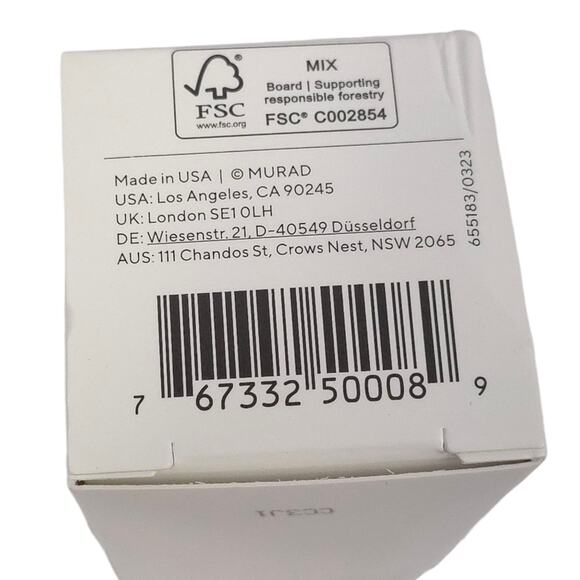 FSC
www.fsc.org
MIX
Board | Supporting
responsible forestry
FSC® C002854
Made in USA | © MURAD
USA: Los Angeles, CA 90245
UK: London SE1 0LH
DE: Wiesenstr. 21, D-40549 Düsseldorf
AUS: 111 Chandos St, Crows Nest, NSW 2065
655183/0323
7 67332 50008 9
CC3J1